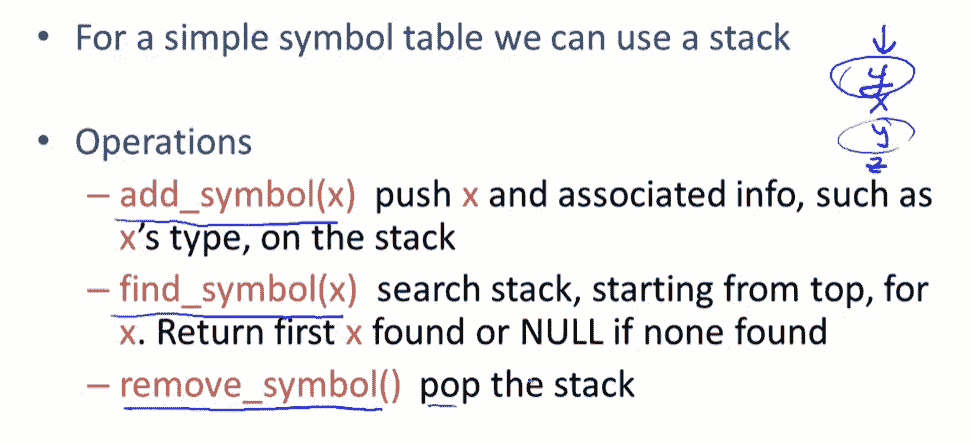 • For a simple symbol table we can use a stack
y
x
y
z
• Operations
– add_symbol(x) push x and associated info, such as
x's type, on the stack
– find_symbol(x) search stack, starting from top, for
x. Return first x found or NULL if none found
– remove_symbol() pop the stack